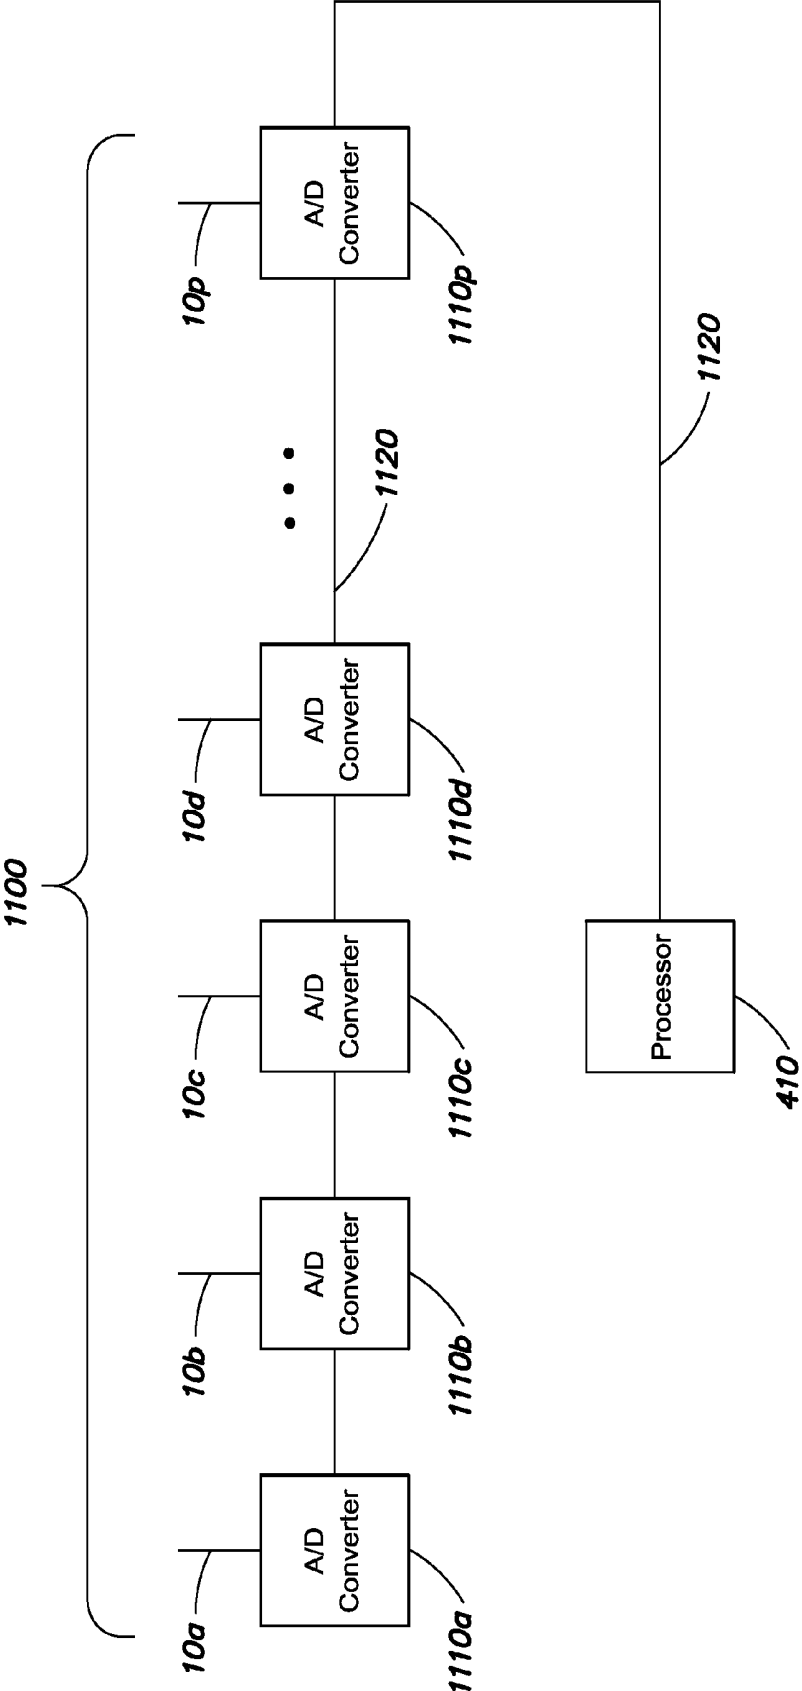 1100
10a
10b
10c
10d
10p
A/D
Converter
A/D
Converter
A/D
Converter
A/D
Converter
A/D
Converter
1110a
1110b
1110c
1110d
1120
1110p
Processor
410
1120